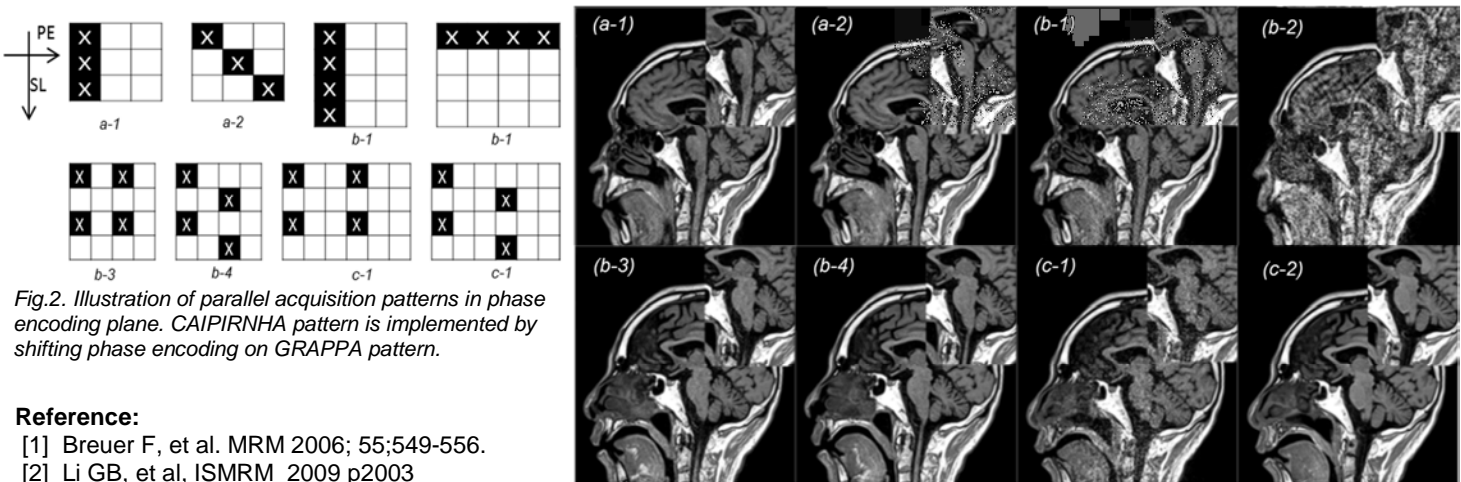 PE
SL
X X X X X X X X X X
X X X X
a-1
a-2
b-1
b-1
X X X X X X X X
X X X X X X X X
b-3
b-4
c-1
c-1
Fig.2. Illustration of parallel acquisition patterns in phase
encoding plane. CAIPIRNHA pattern is implemented by
shifting phase encoding on GRAPPA pattern.
Reference:
[1] Breuer F, et al. MRM 2006; 55;549-556.
[2] Li GB, et al, ISMRM 2009 p2003
(a-1)
(a-2)
(b-1)
(b-2)
(b-3)
(b-4)
(c-1)
(c-2)